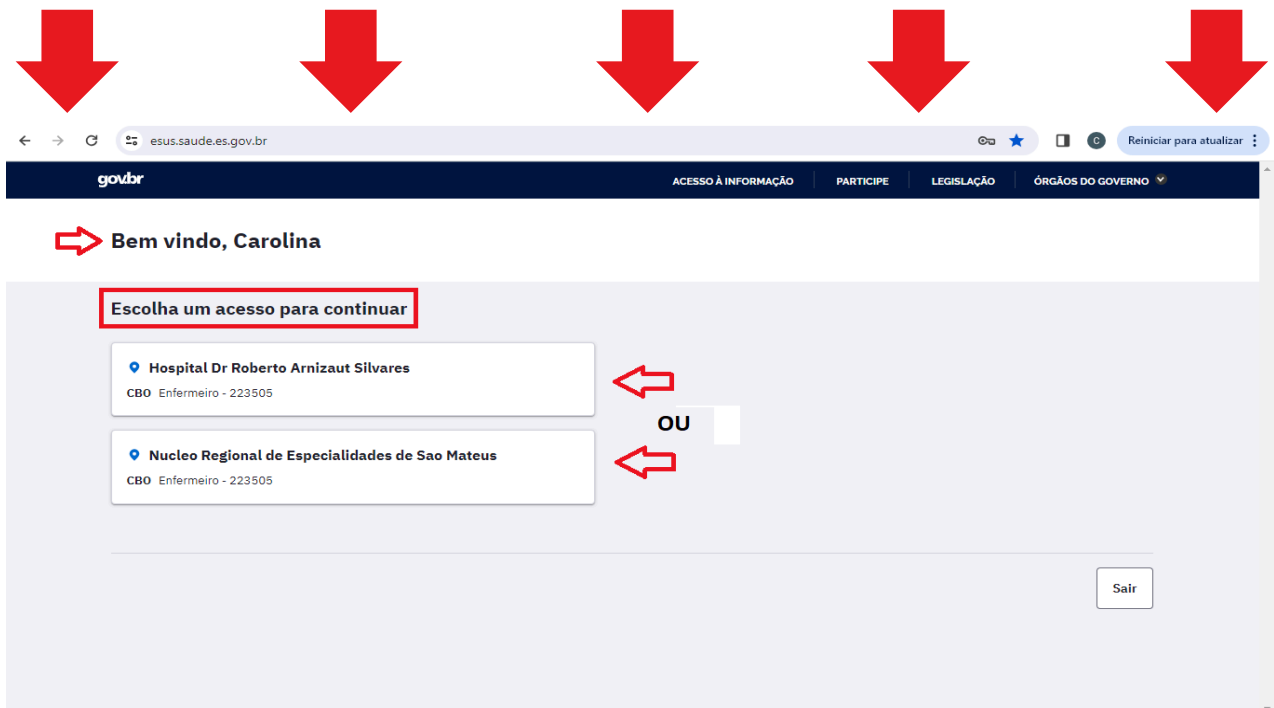 esus.saude.es.gov.br
C
Reiniciar para atualizar
gov.br
ACESSO À INFORMAÇÃO PARTICIPE LEGISLAÇÃO ÓRGÃOS DO GOVERNO
Bem vindo, Carolina
Escolha um acesso para continuar
Hospital Dr Roberto Arnizaut Silvares
CBO Enfermeiro - 223505
OU
Nucleo Regional de Especialidades de Sao Mateus
CBO Enfermeiro - 223505
Sair